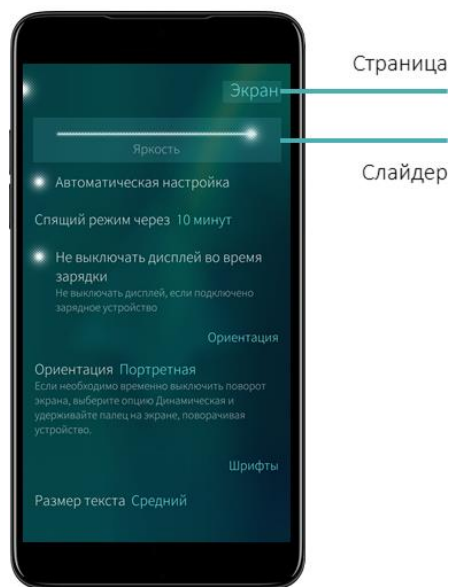 Страница
Экран
Яркость
Слайдер
Автоматическая настройка
Спящий режим через 10 минут
Не выключать дисплей во время
зарядки
Не выключать дисплей, если подключено
зарядное устройство
Ориентация
Ориентация Портретная
Если необходимо временно выключить поворот
экрана, выберите опцию Динамическая и
удерживайте палец на экране, поворачивая
устройство.
Шрифты
Размер текста Средний